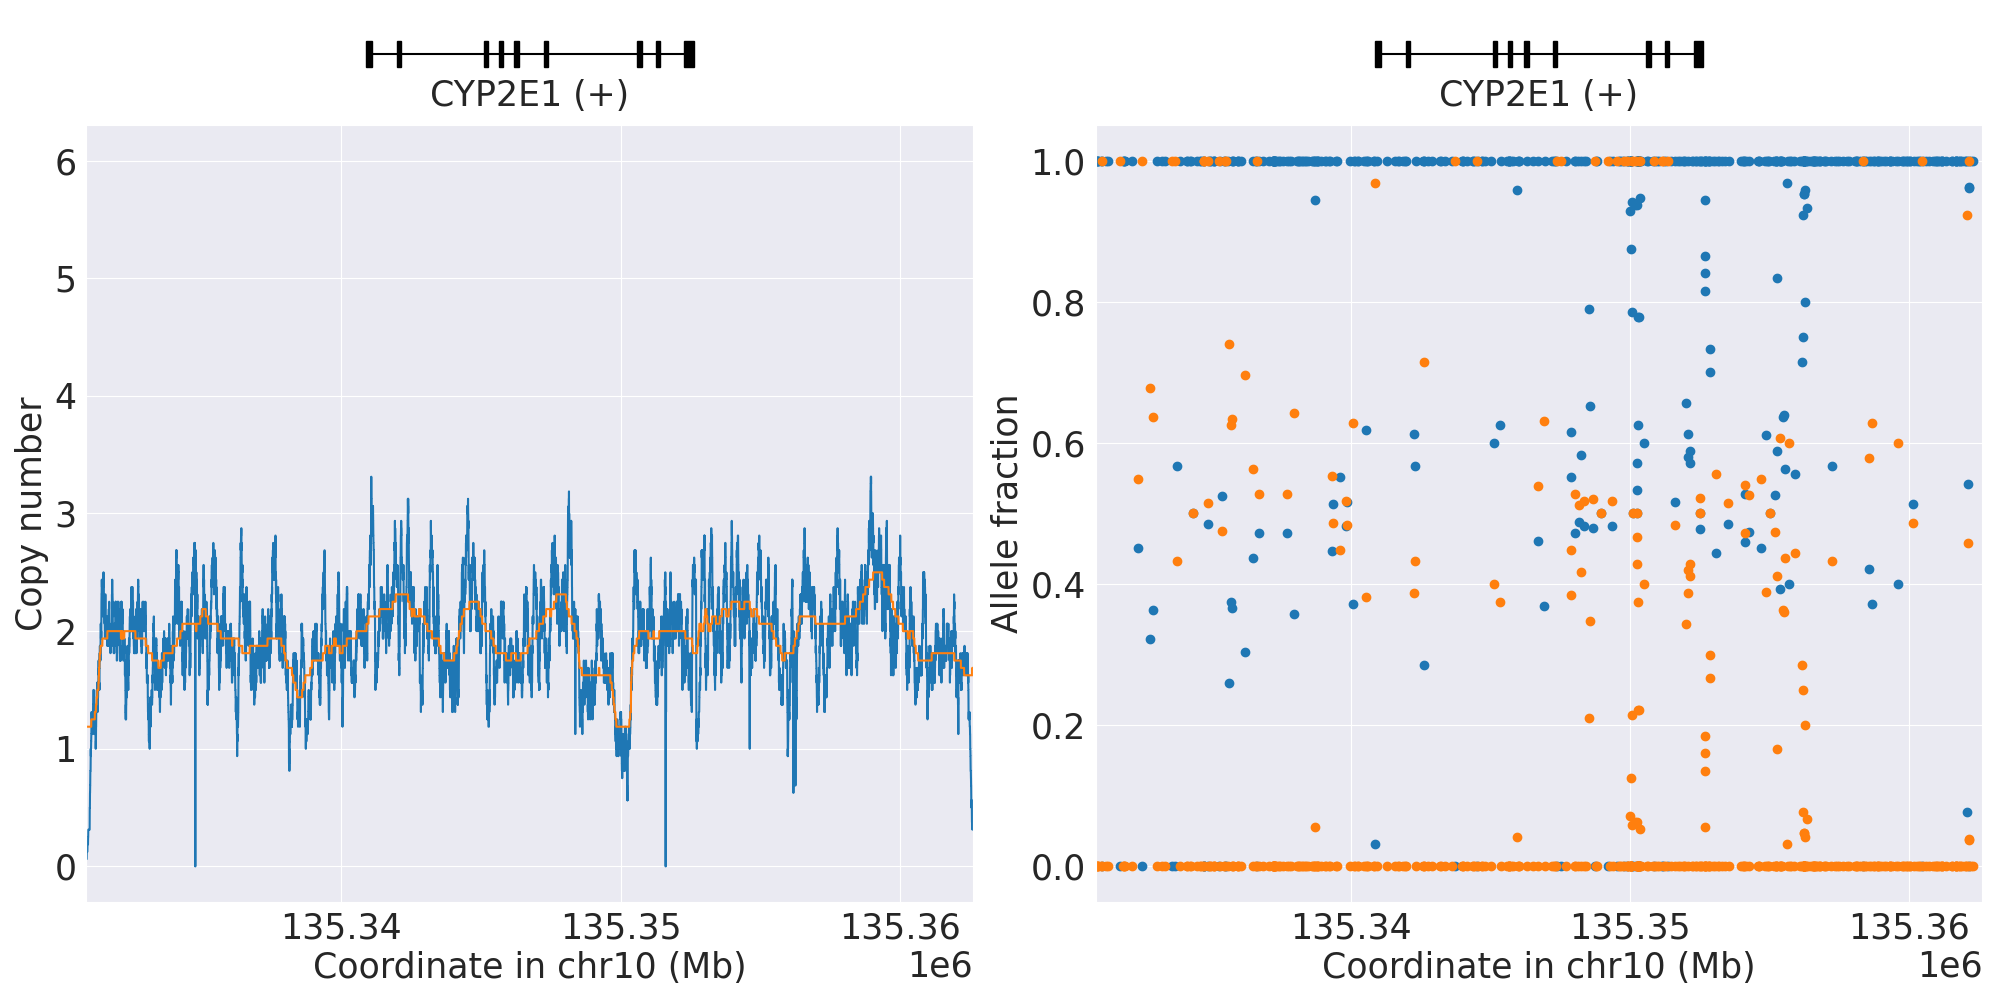 CYP2E1 (+)
Copy number
6
5
4
3
2
1
0
135.34 135.35 135.36
1e6
Coordinate in chr10 (Mb)
CYP2E1 (+)
Allele fraction
1.0
0.8
0.6
0.4
0.2
0.0
135.34 135.35 135.36
1e6
Coordinate in chr10 (Mb)